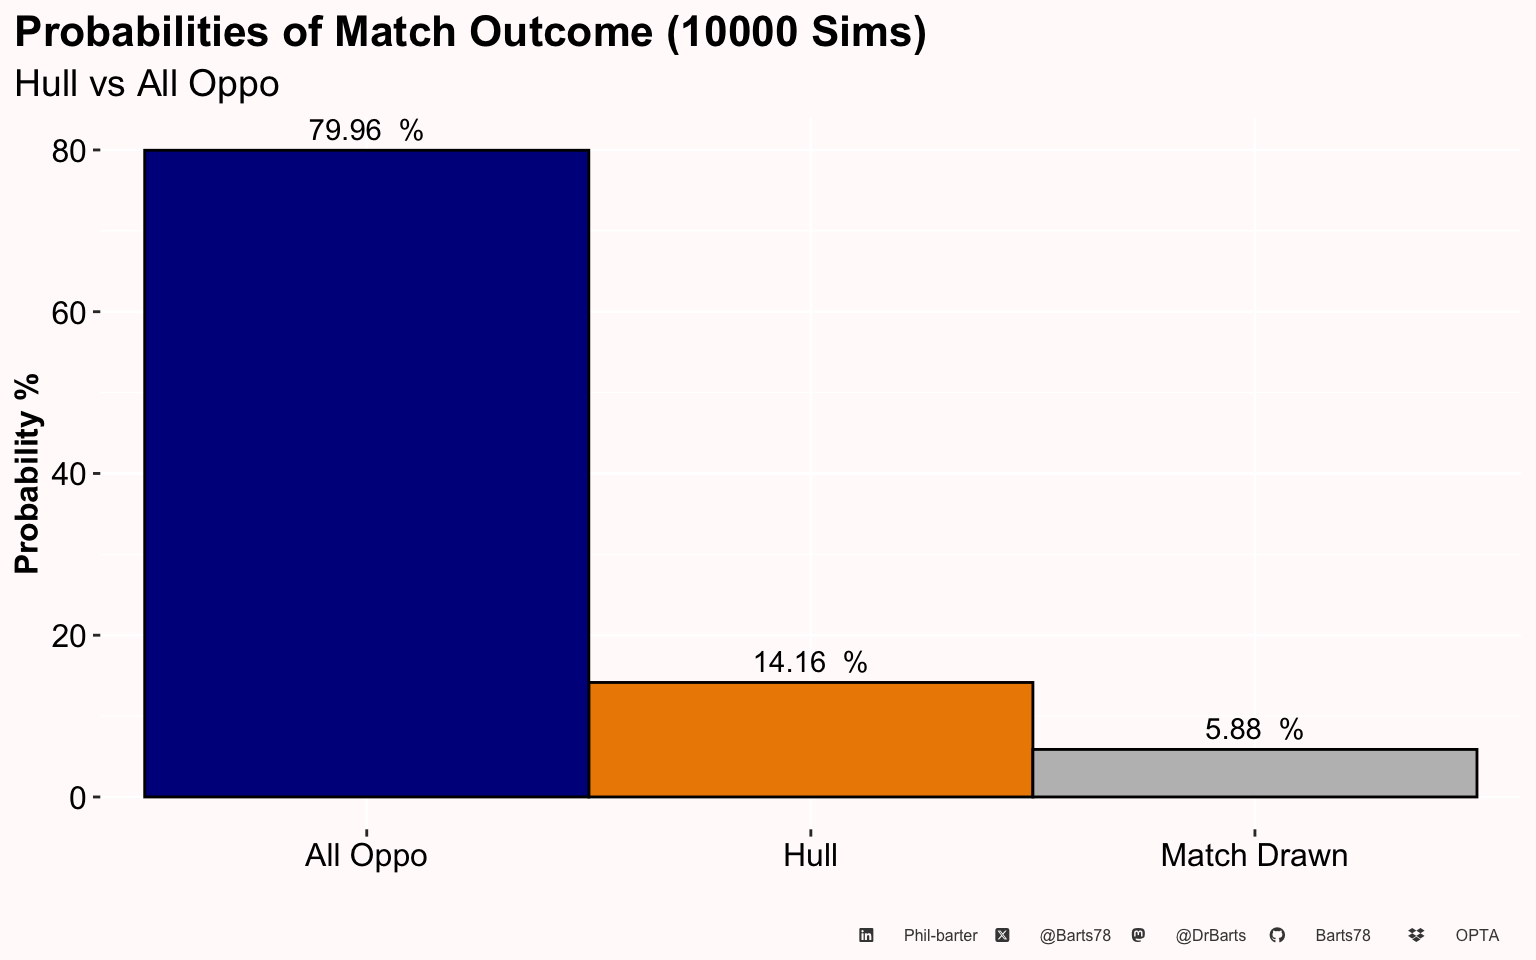 Probabilities of Match Outcome (10000 Sims)
Hull vs All Oppo
Probability %
80
60
40
20
0
79.96 %
14.16 %
5.88 %
All Oppo
Hull
Match Drawn
Phil-barter @Barts78 @DrBarts Barts78 OPTA